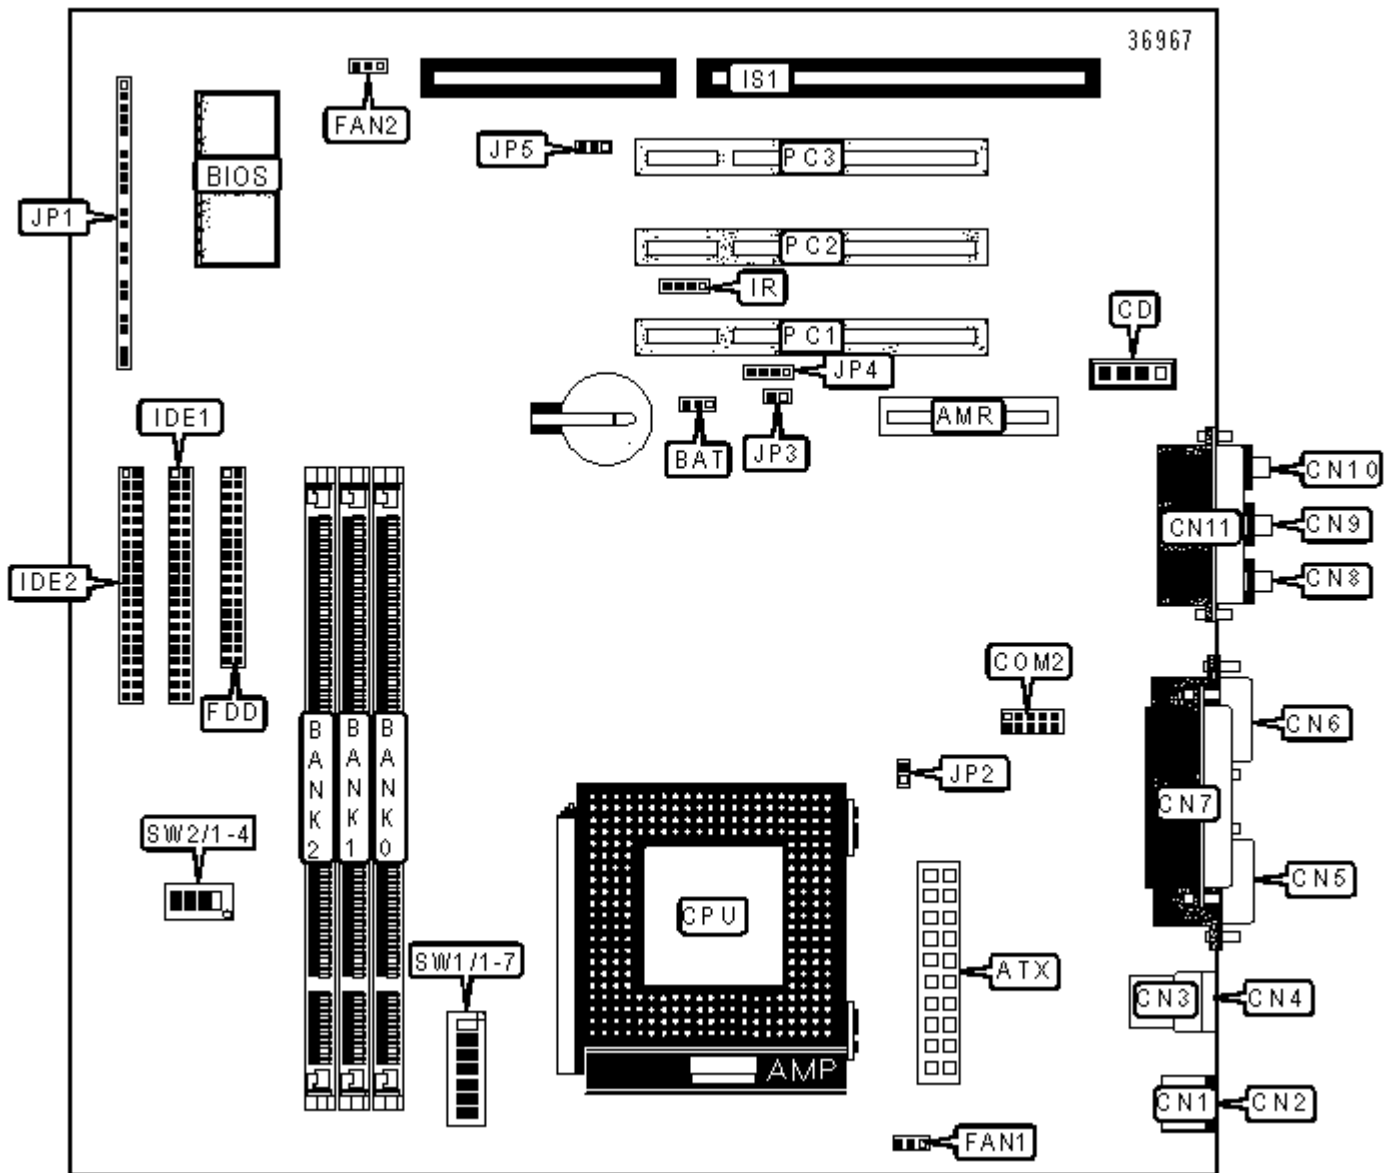 36967
IS1
FAN2
JP5
PC3
BIOS
JP1
PC2
IR
CD
PC1
JP4
IDE1
AMR
BAT
JP3
CN10
CN11
CN9
IDE2
CN8
COM2
FDD
BANK2
BANK1
BANK0
CN6
JP2
CN7
SW2/1-4
CN5
CPU
SW1/1-7
ATX
CN3
CN4
AMP
CN1
CN2
FAN1